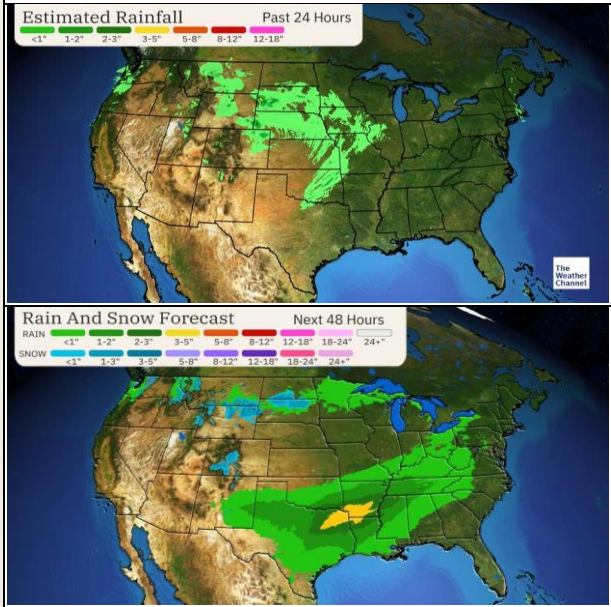 Estimated Rainfall Past 24 Hours
<1" 1-2" 2-3" 3-5" 5-8" 8-12" 12-18"
The
Weather
Channel
Rain And Snow Forecast Next 48 Hours
RAIN
<1" 1-2" 2-3" 3-5" 5-8" 8-12" 12-18" 18-24" 24+"
SNOW
<1" 1-3" 3-5" 5-8" 8-12" 12-18" 18-24" 24+"